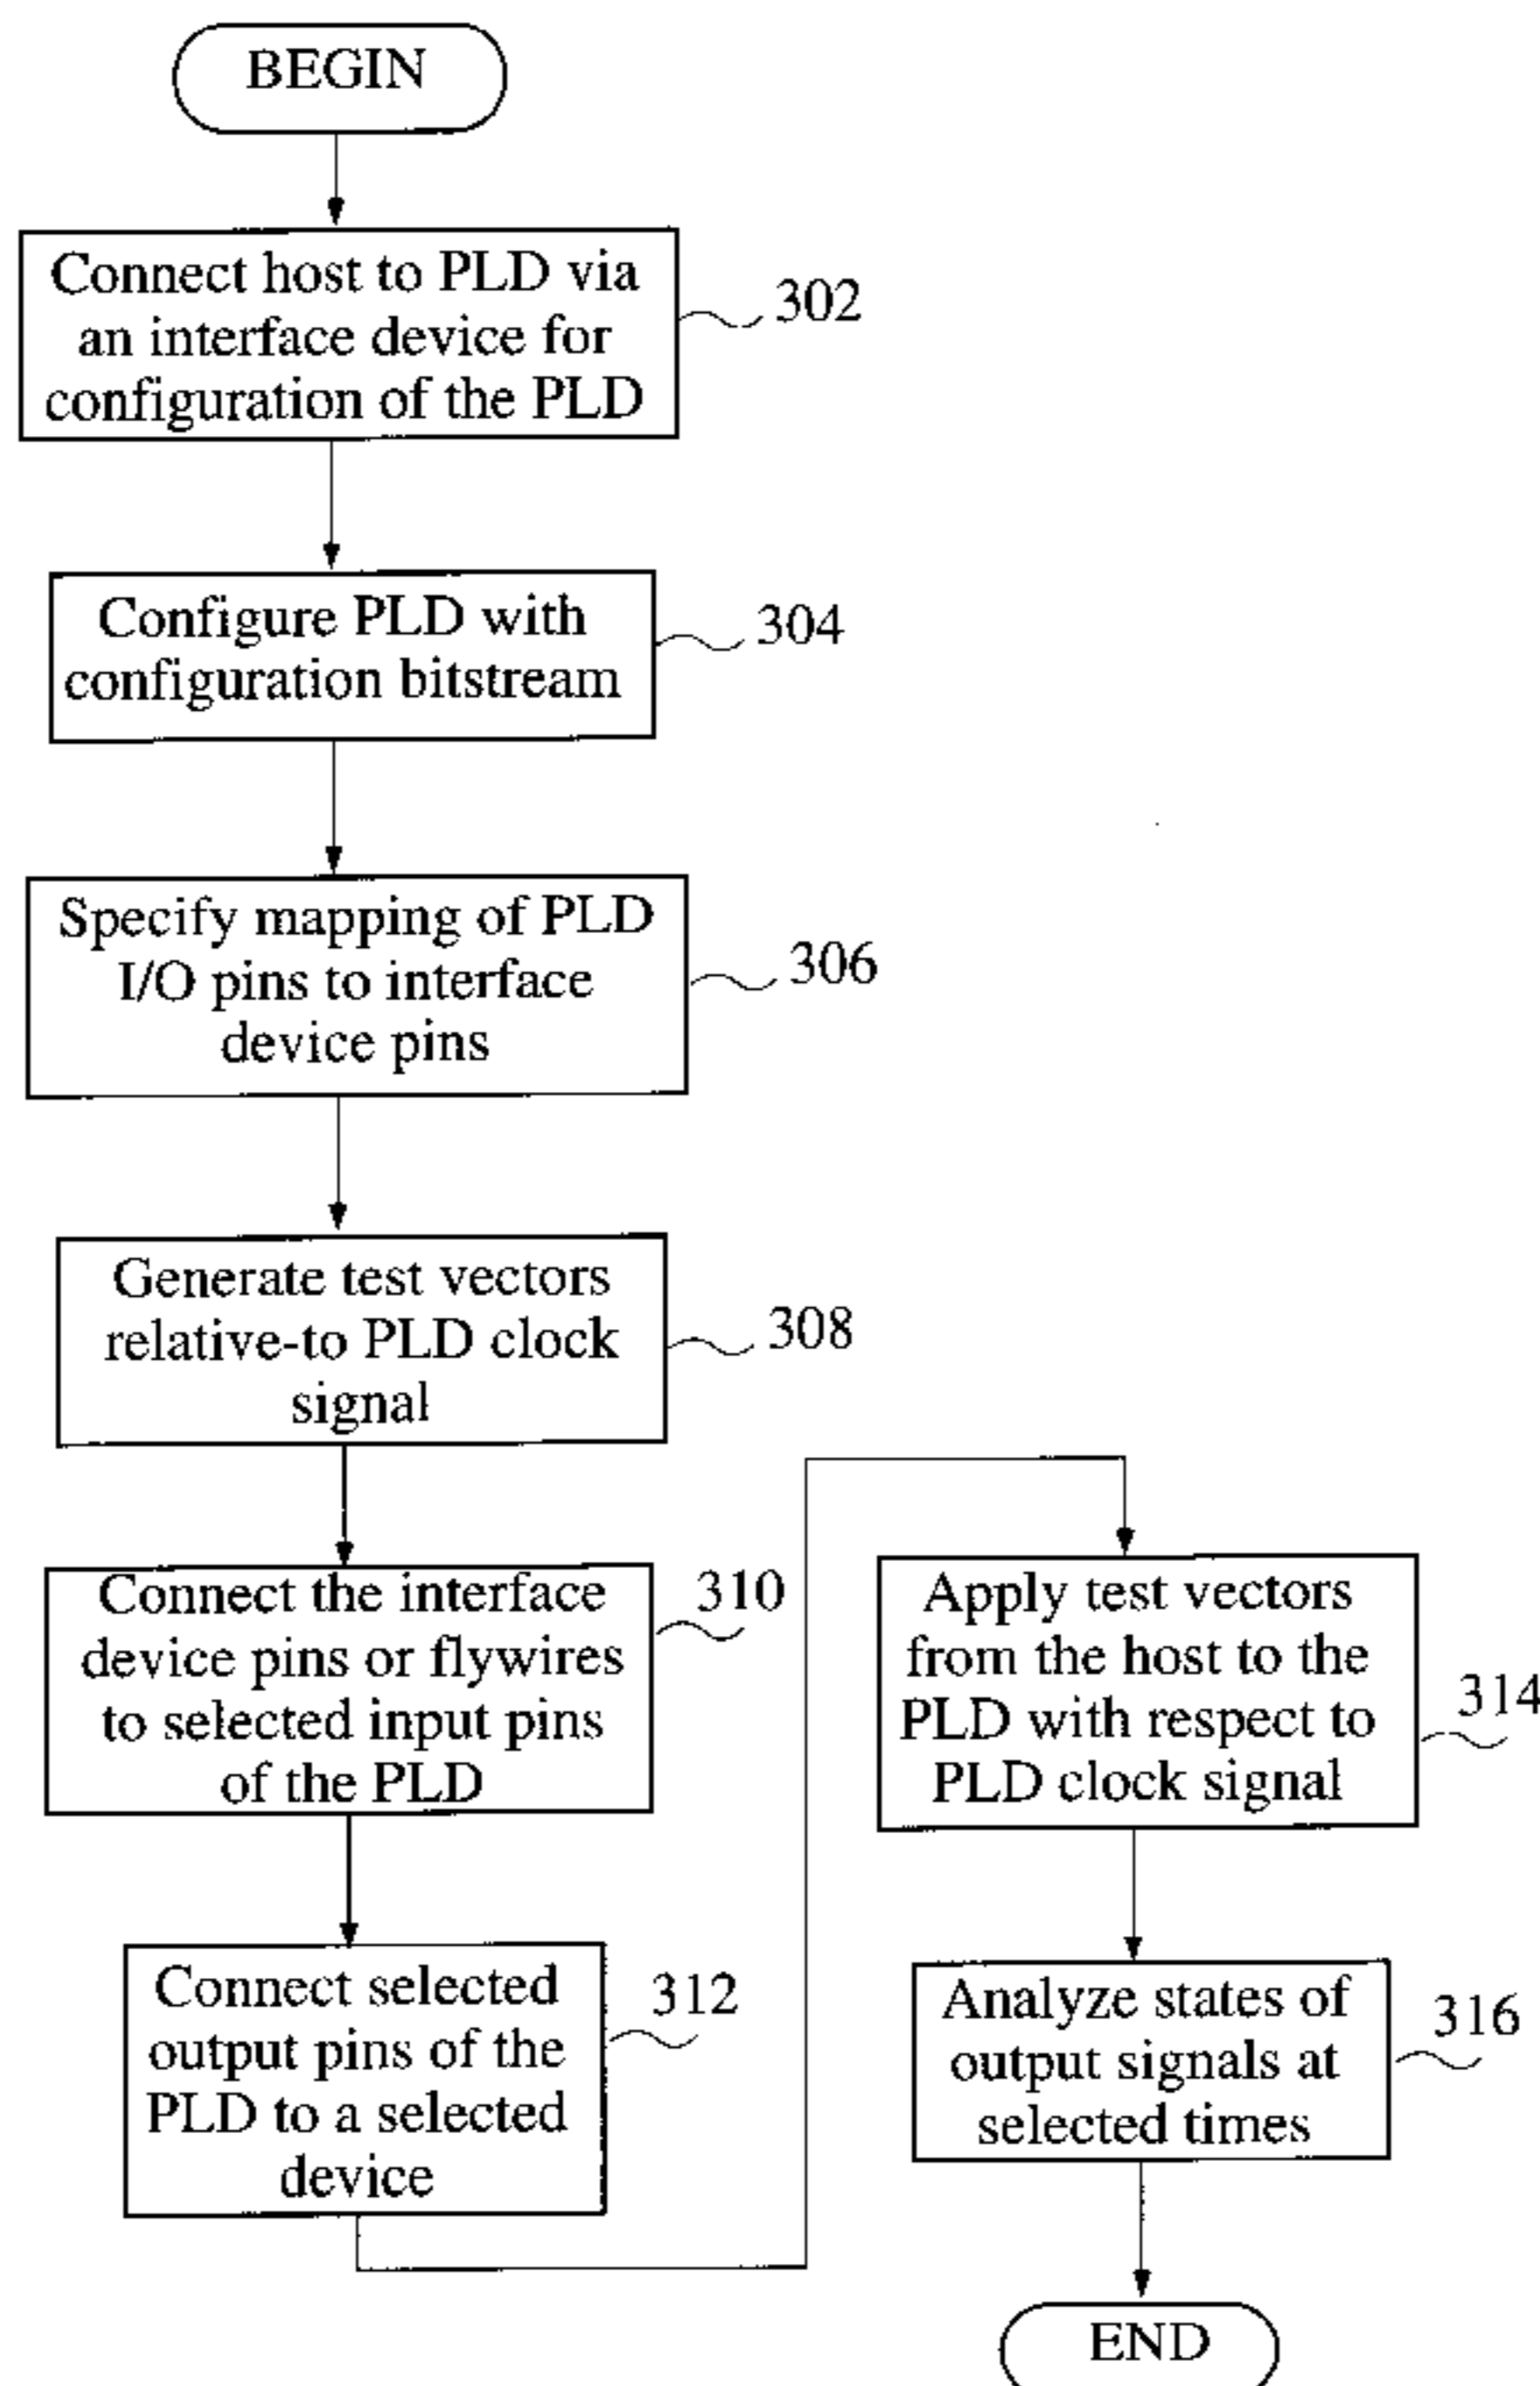 BEGIN
Connect host to PLD via
an interface device for
configuration of the PLD
302
Configure PLD with
configuration bitstream
304
Specify mapping of PLD
I/O pins to interface
device pins
306
Generate test vectors
relative-to PLD clock
signal
308
Connect the interface
device pins or flywires
to selected input pins
of the PLD
310
Connect selected
output pins of the
PLD to a selected
device
312
Apply test vectors
from the host to the
PLD with respect to
PLD clock signal
314
Analyze states of
output signals at
selected times
316
END